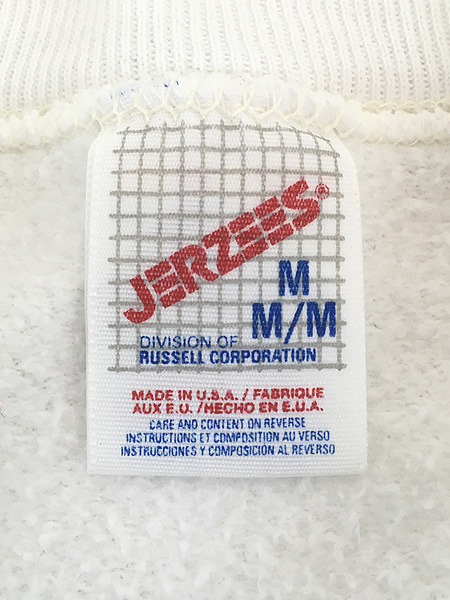 JERZEES®
M
M/M
DIVISION OF
RUSSELL CORPORATION
MADE IN U.S.A. / FABRIQUE
AUX E.U. /HECHO EN E.U.A.
CARE AND CONTENT ON REVERSE
INSTRUCTIONS ET COMPOSITION AU VERSO
INSTRUCCIONES Y COMPOSICIÓN AL REVERSO